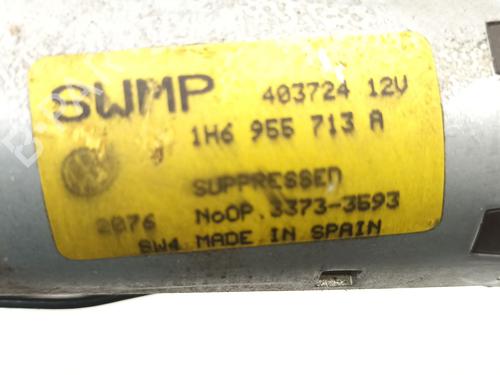 SWMP 403724 12V
1H6 955 713 A
SUPPRESSED
2076 NoOP.3373-3593
SW4 MADE IN SPAIN